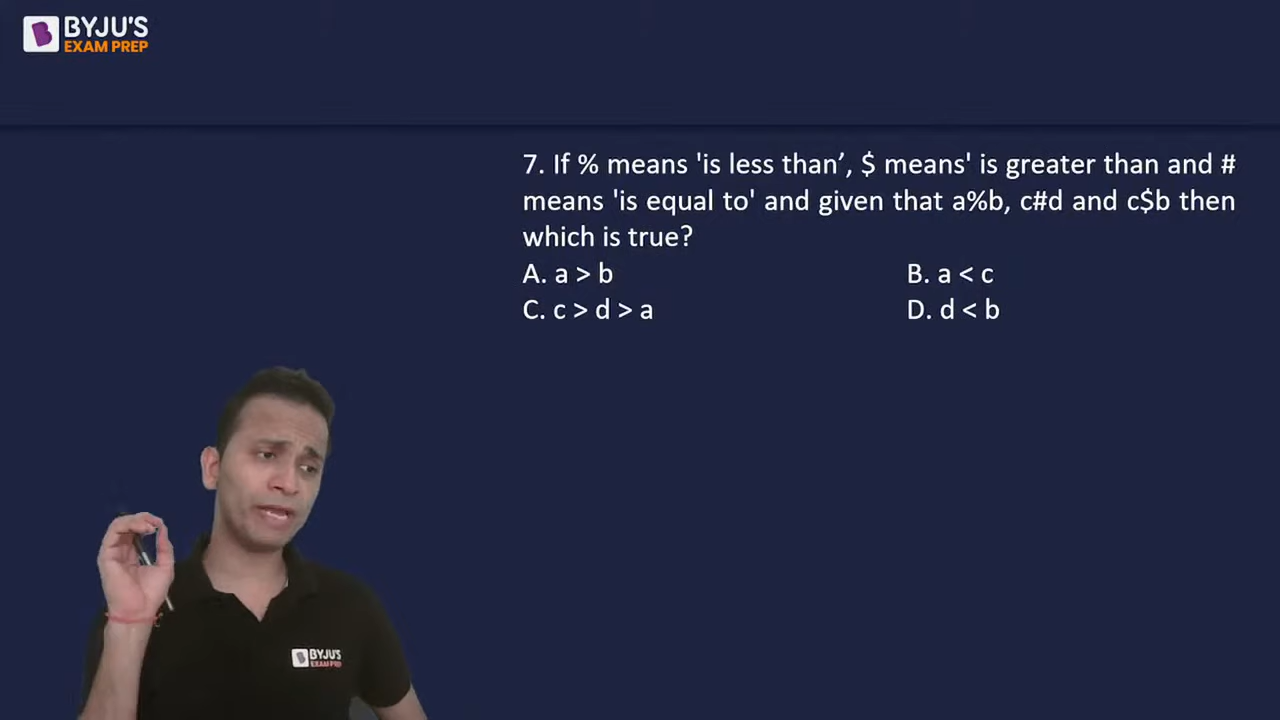 BYJU'S
EXAM PREP
7. If % means 'is less than’, $ means' is greater than and #
means 'is equal to' and given that a%b, c#d and c$b then
which is true?
A. a > b
B. a < c
C. c > d > a
D. d < b
BYJU'S
EXAM PREP